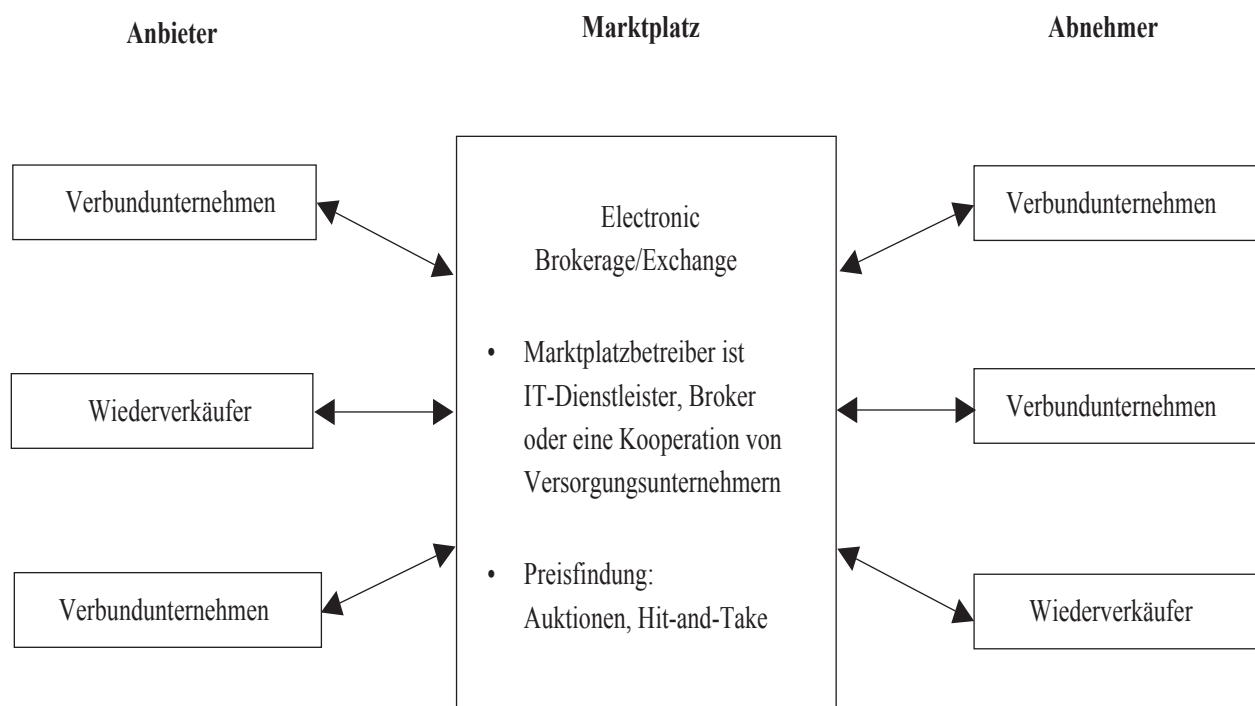 Anbieter
Marktplatz
Abnehmer
Verbundunternehmen
Wiederverkäufer
Verbundunternehmen
Electronic
Brokerage/Exchange
• Marktplatzbetreiber ist
IT-Dienstleister, Broker
oder eine Kooperation von
Versorgungsunternehmern
• Preisfindung:
Auktionen, Hit-and-Take
Verbundunternehmen
Verbundunternehmen
Wiederverkäufer